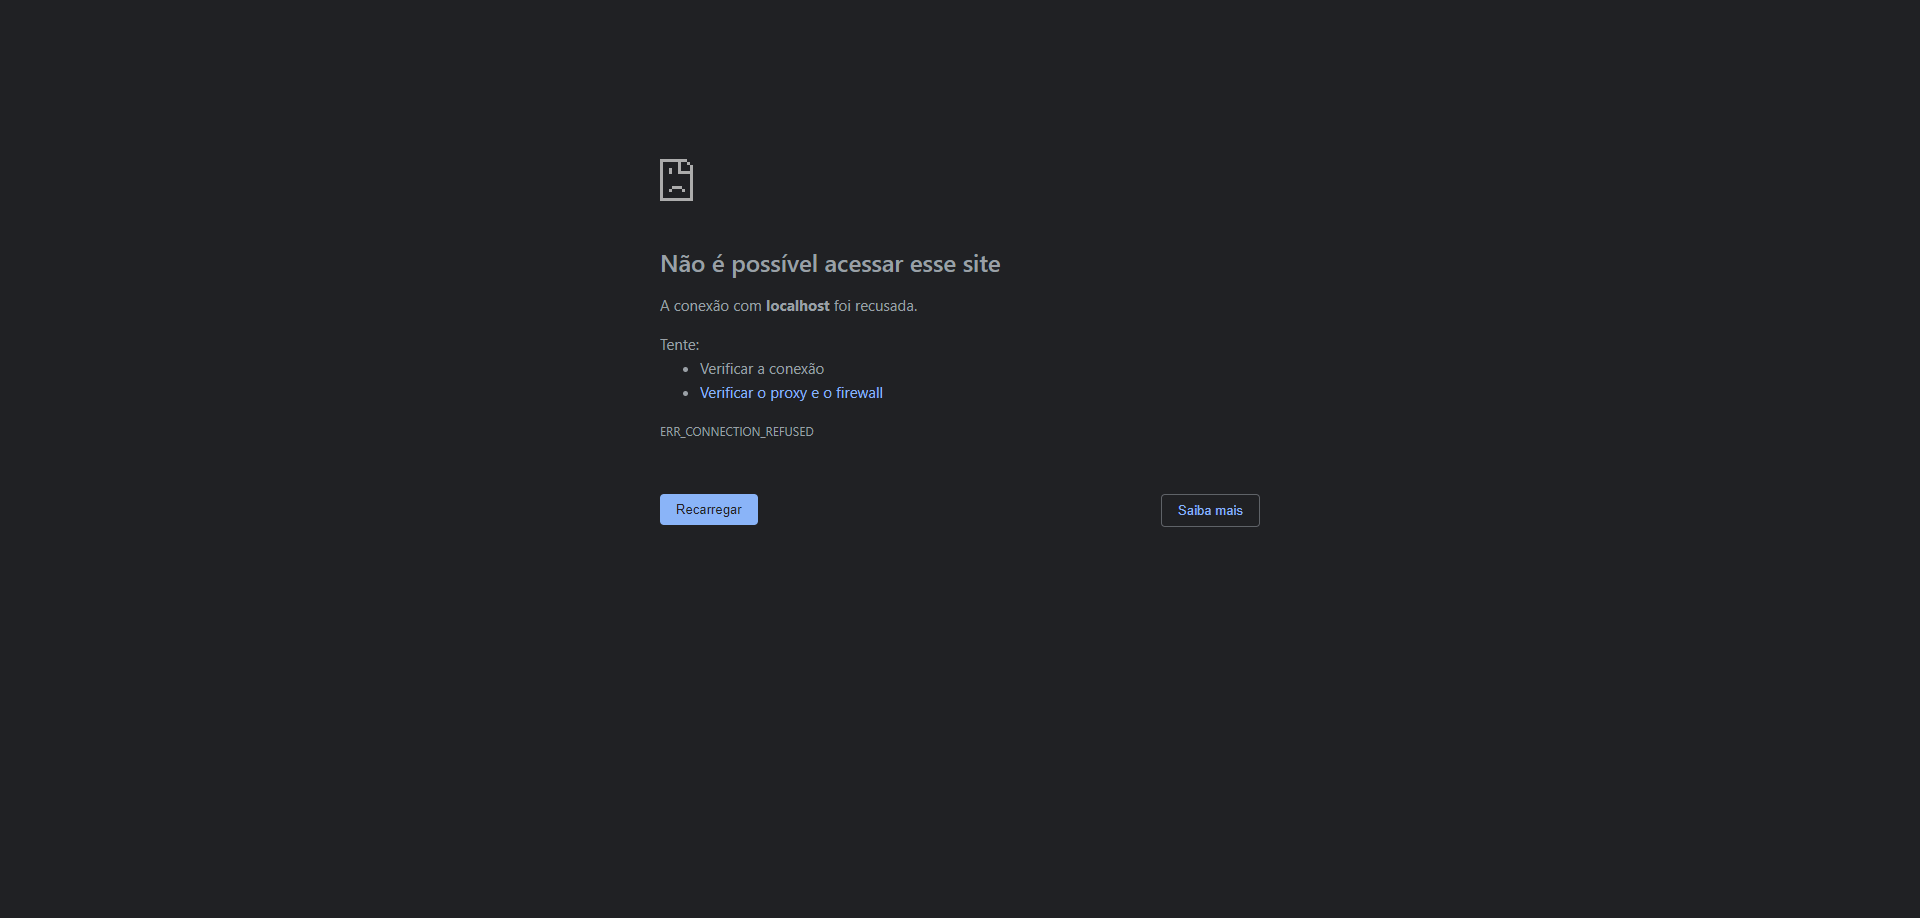 Não é possível acessar esse site
A conexão com localhost foi recusada.
Tente:
Verificar a conexão
Verificar o proxy e o firewall
ERR_CONNECTION_REFUSED
Recarregar
Saiba mais